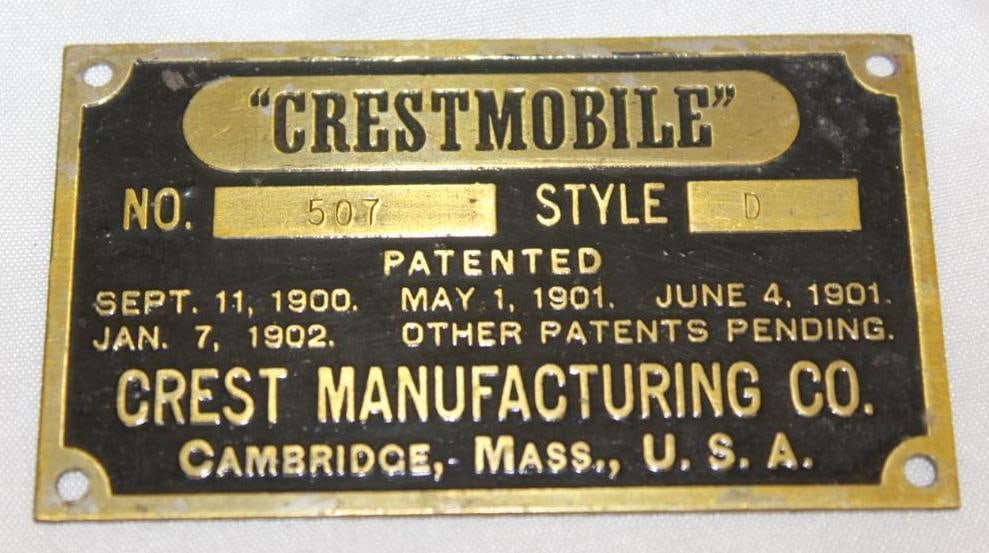 "CRESTMOBILE"
NO. 507 STYLE D
PATENTED
SEPT. 11, 1900. MAY 1, 1901. JUNE 4, 1901.
JAN. 7, 1902. OTHER PATENTS PENDING.
CREST MANUFACTURING CO.
CAMBRIDGE, MASS., U. S. A.